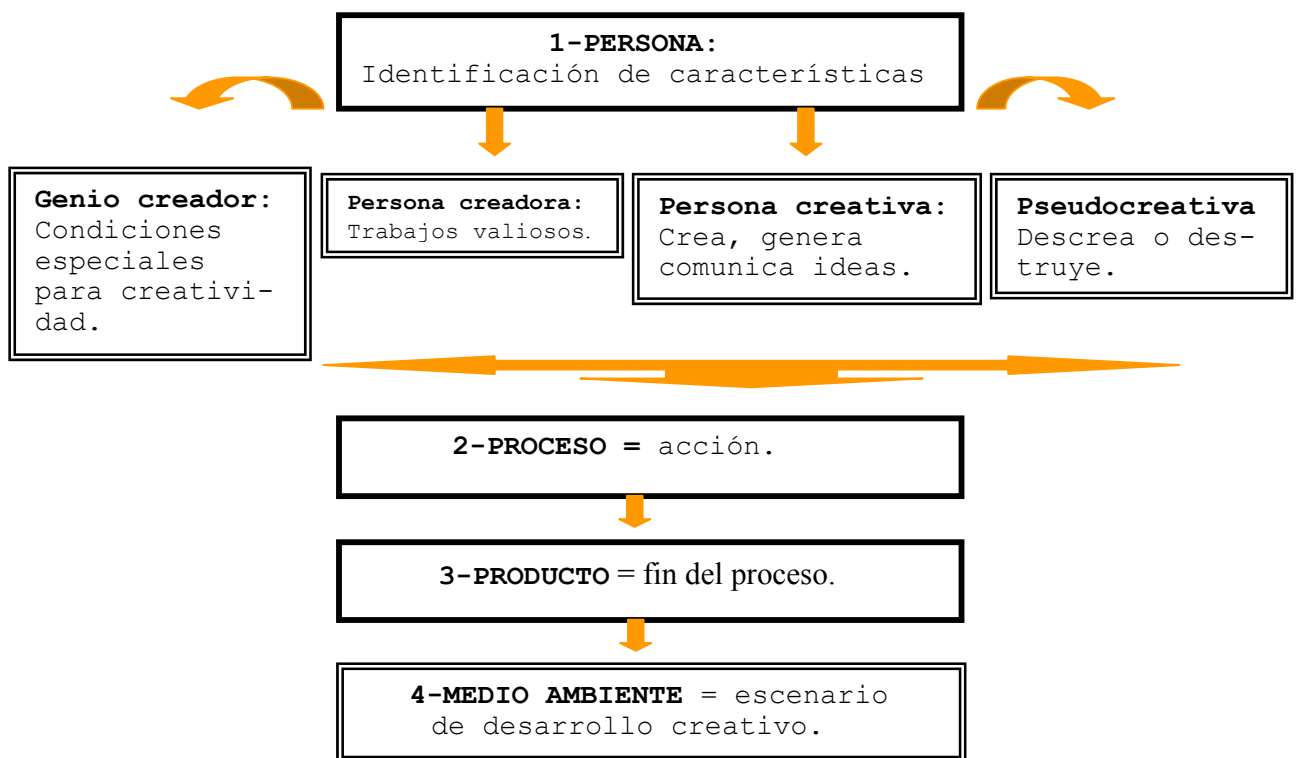 1-PERSONA:
Identificación de características
Genio creador:
Condiciones
especiales
para creativi-
dad.
Persona creadora:
Trabajos valiosos.
Persona creativa:
Crea, genera
comunica ideas.
Pseudocreativa
Descrea o des-
truye.
2-PROCESO = acción.
3-PRODUCTO = fin del proceso.
4-MEDIO AMBIENTE = escenario
de desarrollo creativo.